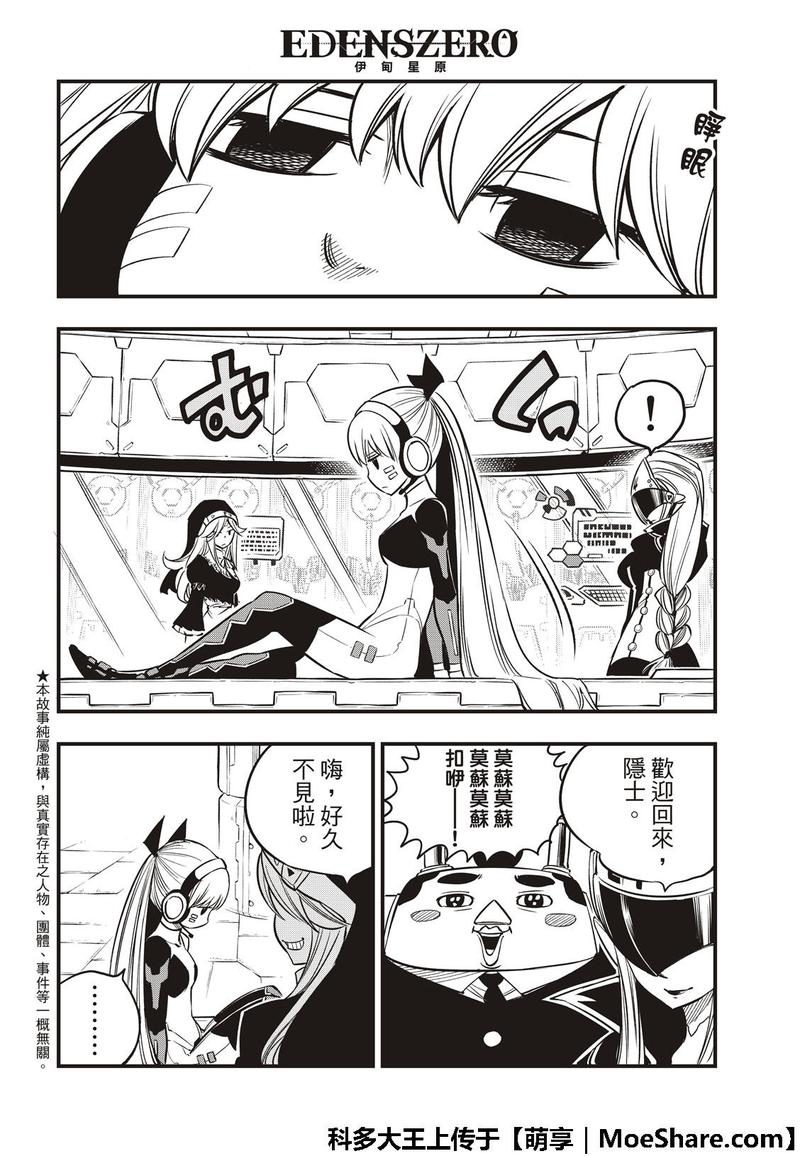 EDENSZERO
伊甸星原
睜眼
む
くっ
！
歡迎回來，
隱士。
莫蘇莫蘇
莫蘇莫蘇
扣咿——！
嗨，好久
不見啦。
………
★本故事純屬虛構，與真實存在之人物、團體、事件等一概無關。
科多大王上传于【萌享 | MoeShare.com】